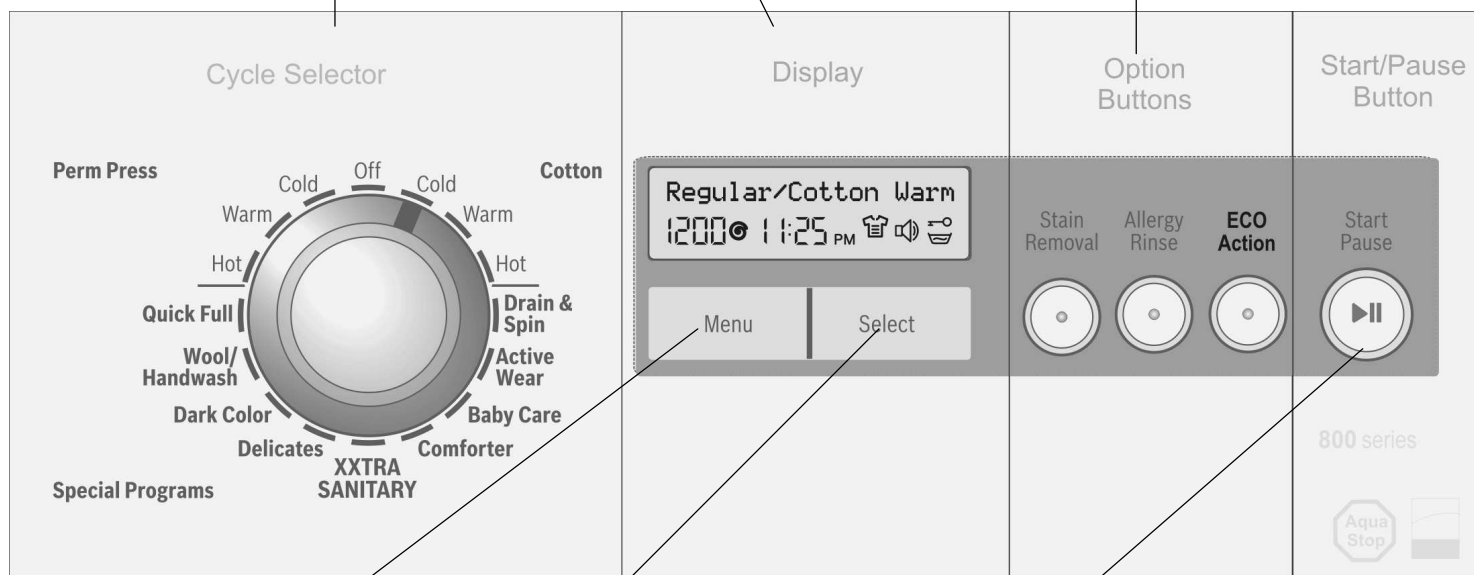 Cycle Selector
Display
Option
Buttons
Start/Pause
Button
Perm Press
Cotton
Off
Cold
Warm
Hot
Cold
Warm
Hot
Quick Full
Wool/
Handwash
Dark Color
Delicates
XXTRA
SANITARY
Comforter
Baby Care
Active
Wear
Drain &
Spin
Special Programs
Regular/Cotton Warm
1200 11:25 PM
Menu
Select
Stain
Removal
Allergy
Rinse
ECO
Action
Start
Pause
800 series
Aqua
Stop